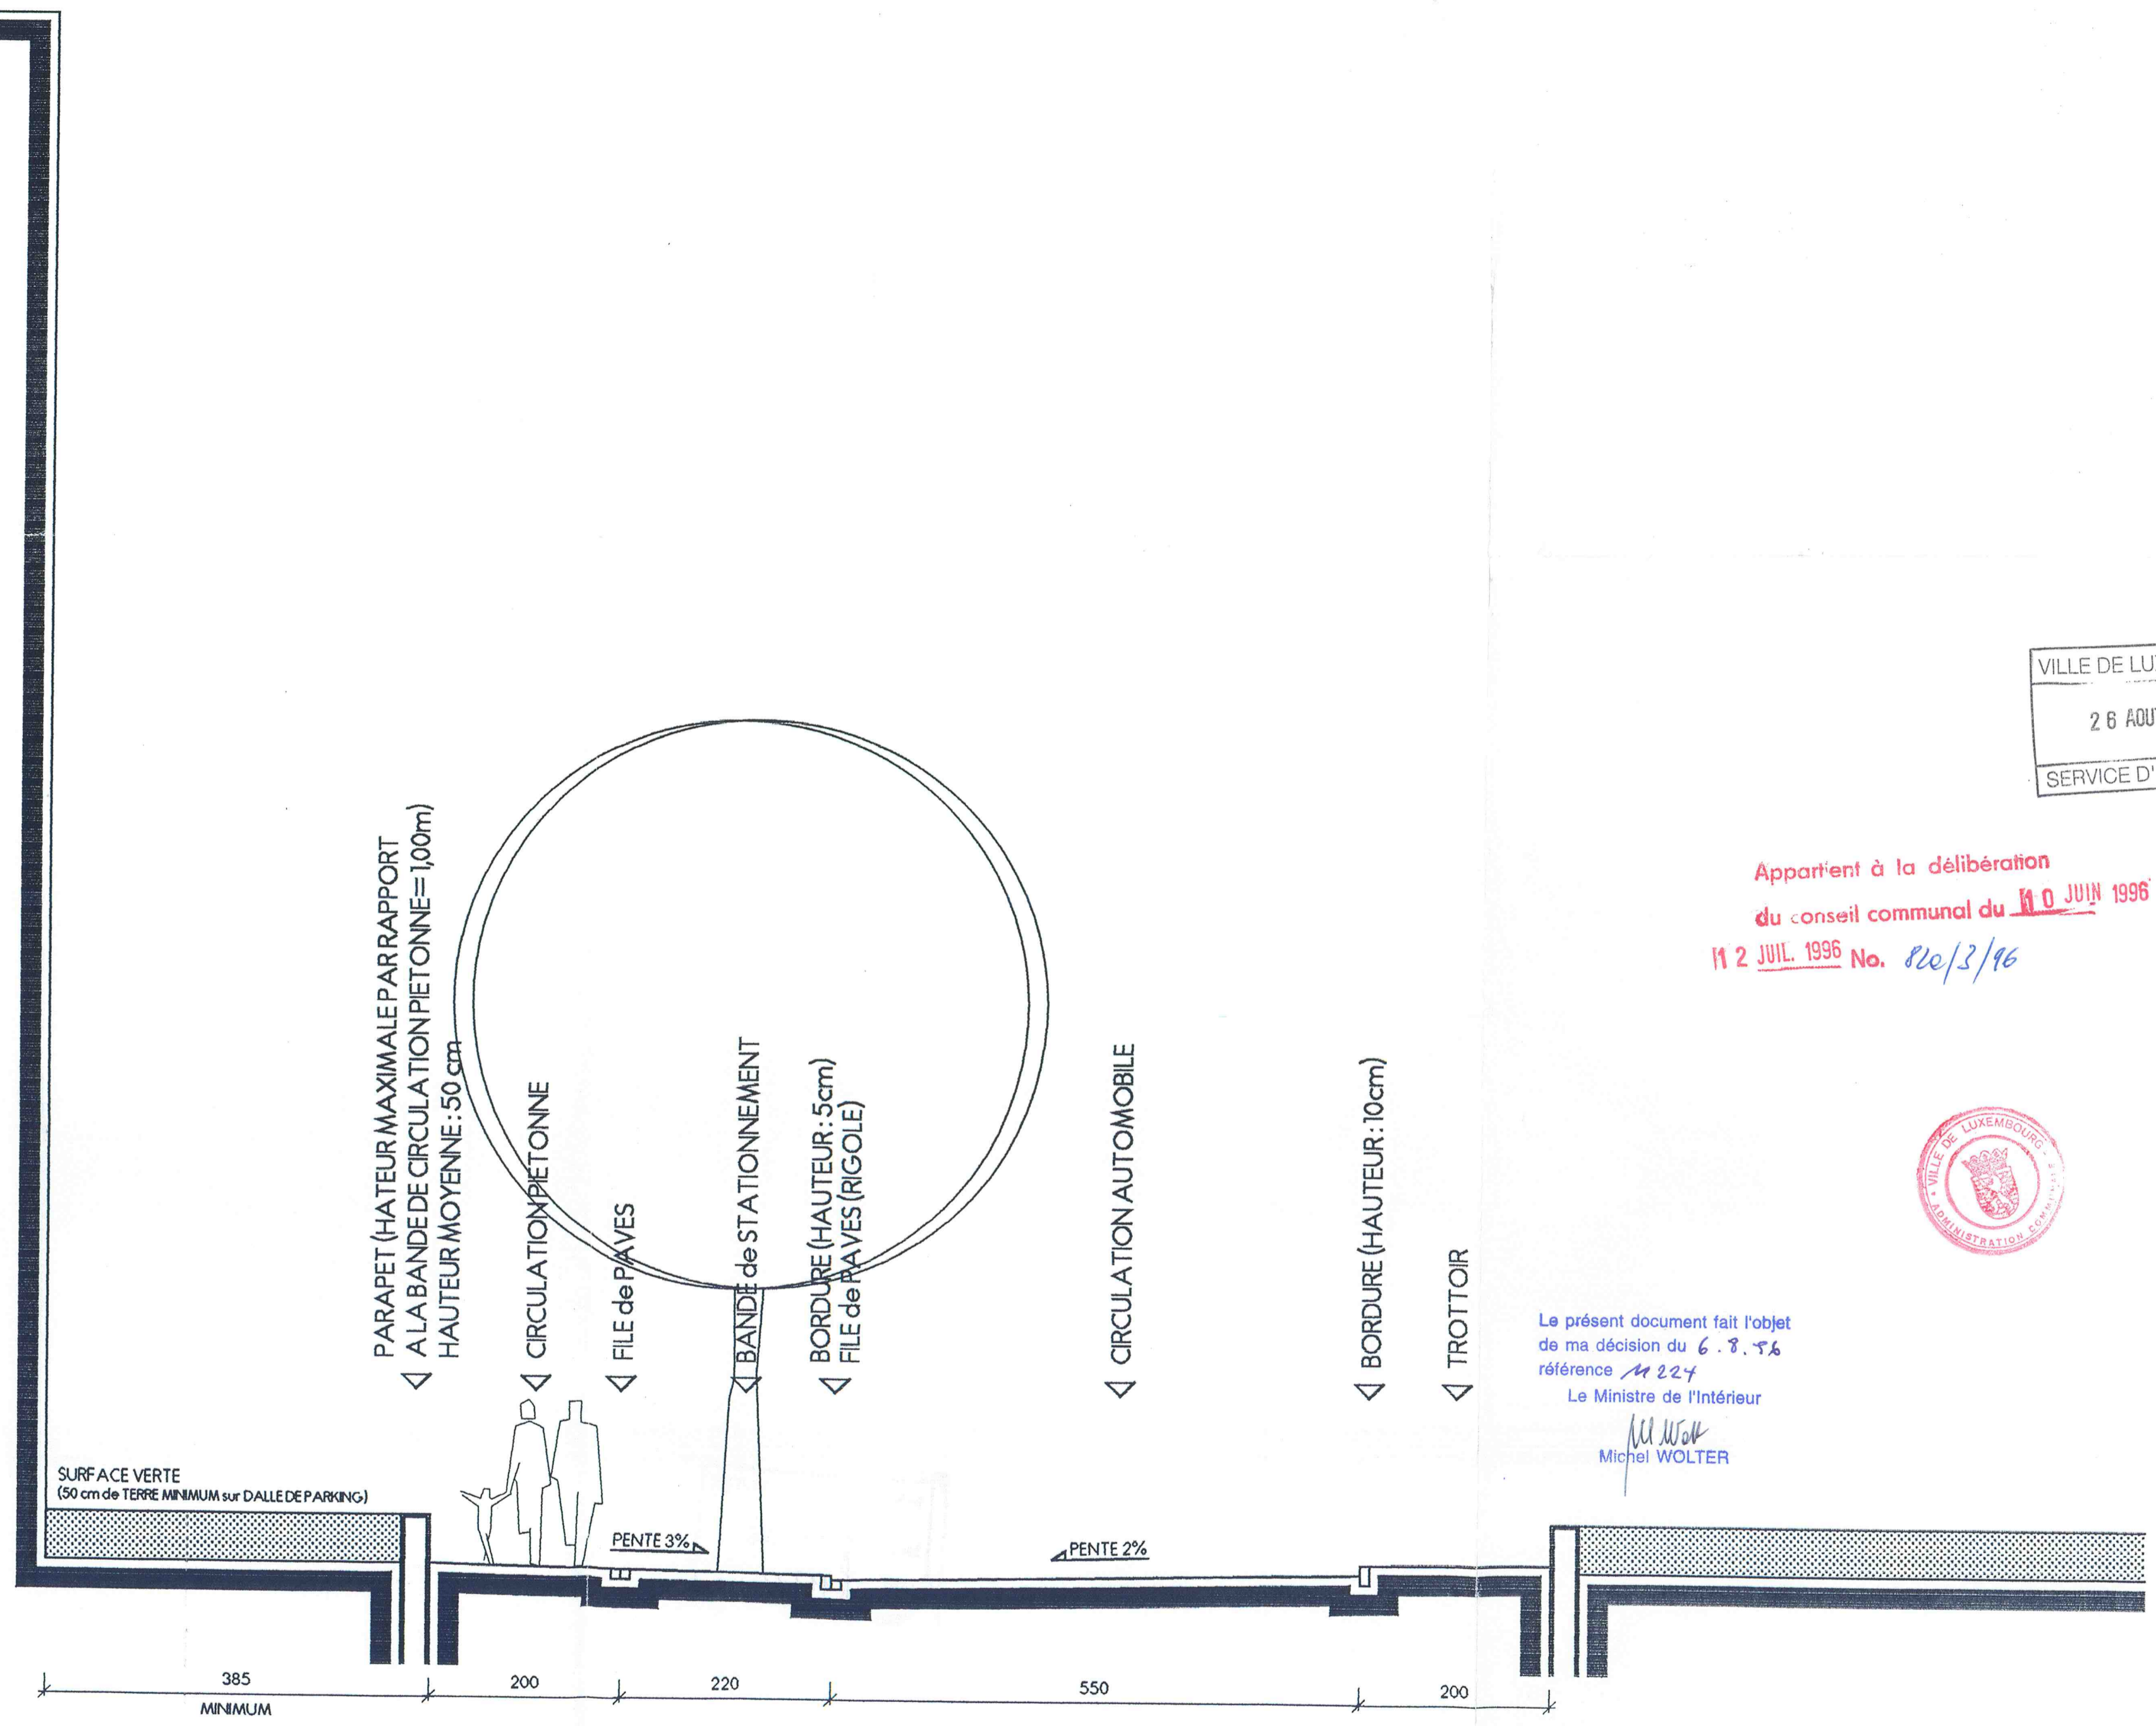 VILLE DE LU
26 AOU
SERVICE D'
Appartient à la délibération
du conseil communal du 10 JUIN 1996
12 JUIL. 1996 No. 82e/3/96
PARAPET (HATEUR MAXIMALE PAR RAPPORT
A LA BANDE DE CIRCULATION PIETONNE = 1,00m)
HAUTEUR MOYENNE : 50 cm
CIRCULATION PIETONNE
FILE de PAVES
BANDE de STATIONNEMENT
BORDURE (HAUTEUR : 5cm)
FILE de PAVES (RIGOLE)
CIRCULATION AUTOMOBILE
BORDURE (HAUTEUR : 10cm)
TROTTOIR
VILLE DE LUXEMBOURG
ADMINISTRATION COMMUNALE
Le présent document fait l'objet
de ma décision du 6.8.96
référence 11224
Le Ministre de l'Intérieur
Michel WOLTER
SURFACE VERTE
(50 cm de TERRE MINIMUM sur DALLE DE PARKING)
PENTE 3%
PENTE 2%
385
200
220
550
200
MINIMUM